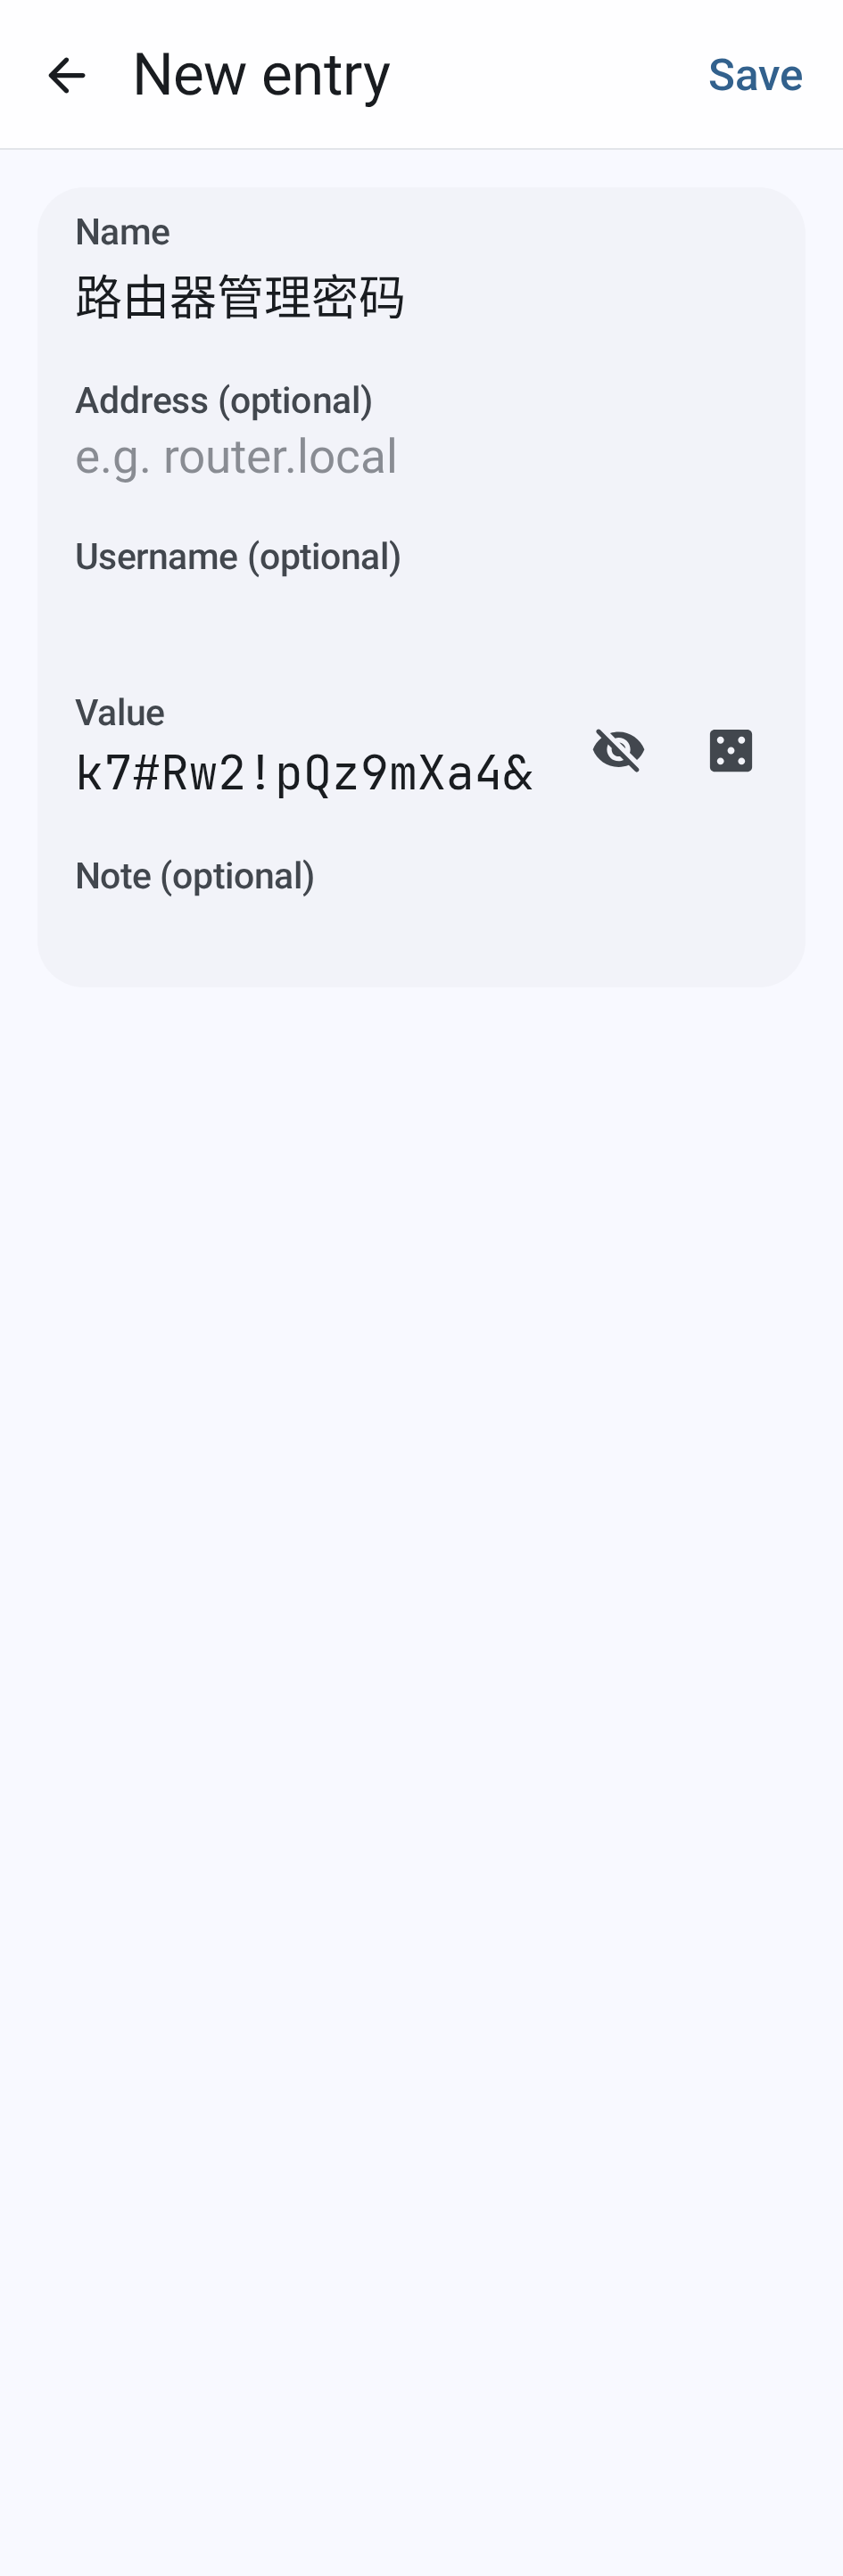 New entry
Save
Name
路由器管理密码
Address (optional)
e.g. router.local
Username (optional)
Value
k7#Rw2!pQz9mXa4&
Note (optional)